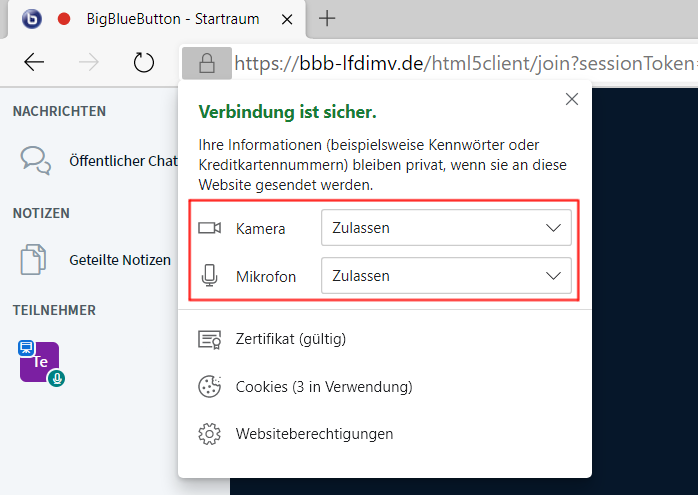 BigBlueButton - Startraum
https://bbb-lfdimv.de/html5client/join?sessionToken=
NACHRICHTEN
Öffentlicher Chat
NOTIZEN
Geteilte Notizen
TEILNEHMER
Te
Verbindung ist sicher.
Ihre Informationen (beispielsweise Kennwörter oder
Kreditkartennummern) bleiben privat, wenn sie an diese
Website gesendet werden.
Kamera Zulassen
Mikrofon Zulassen
Zertifikat (gültig)
Cookies (3 in Verwendung)
Websiteberechtigungen